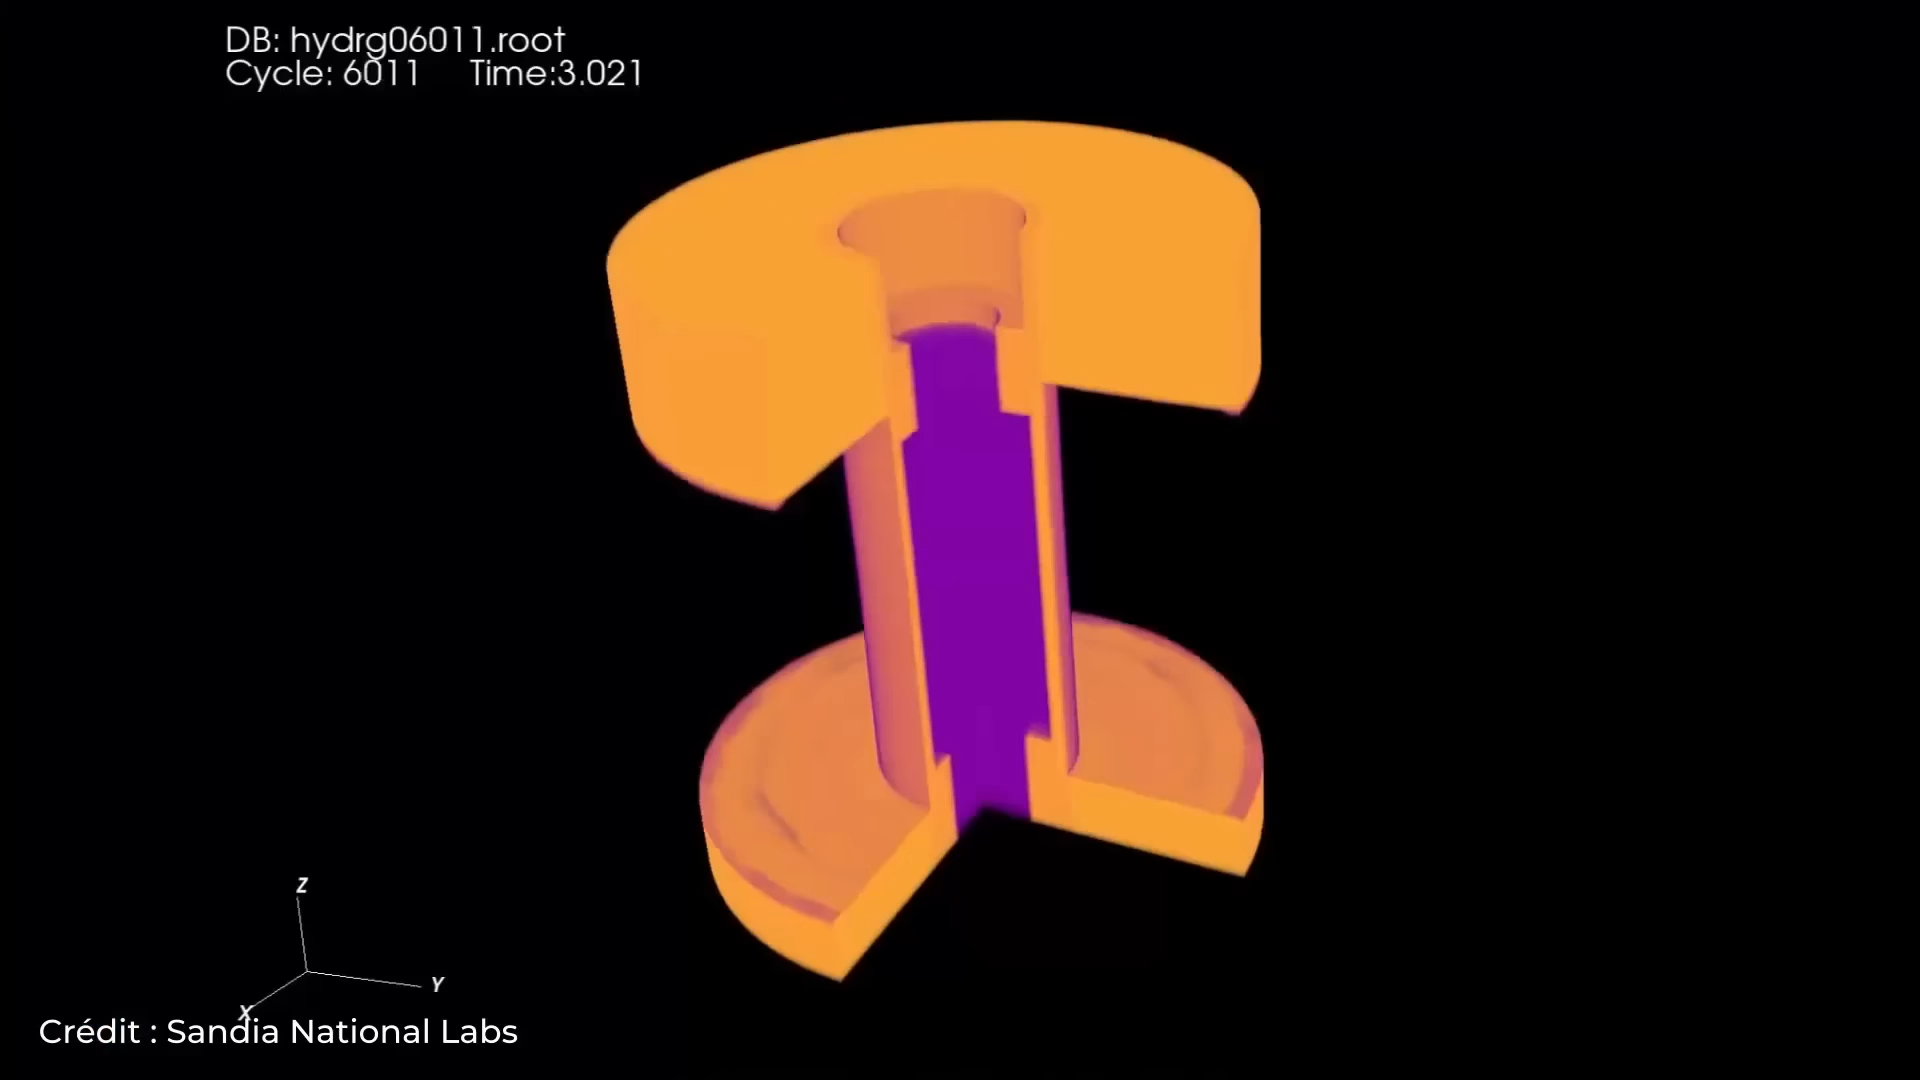 DB: hydrg06011.root
Cycle: 6011 Time:3.021
Z
Y
X
Crédit : Sandia National Labs